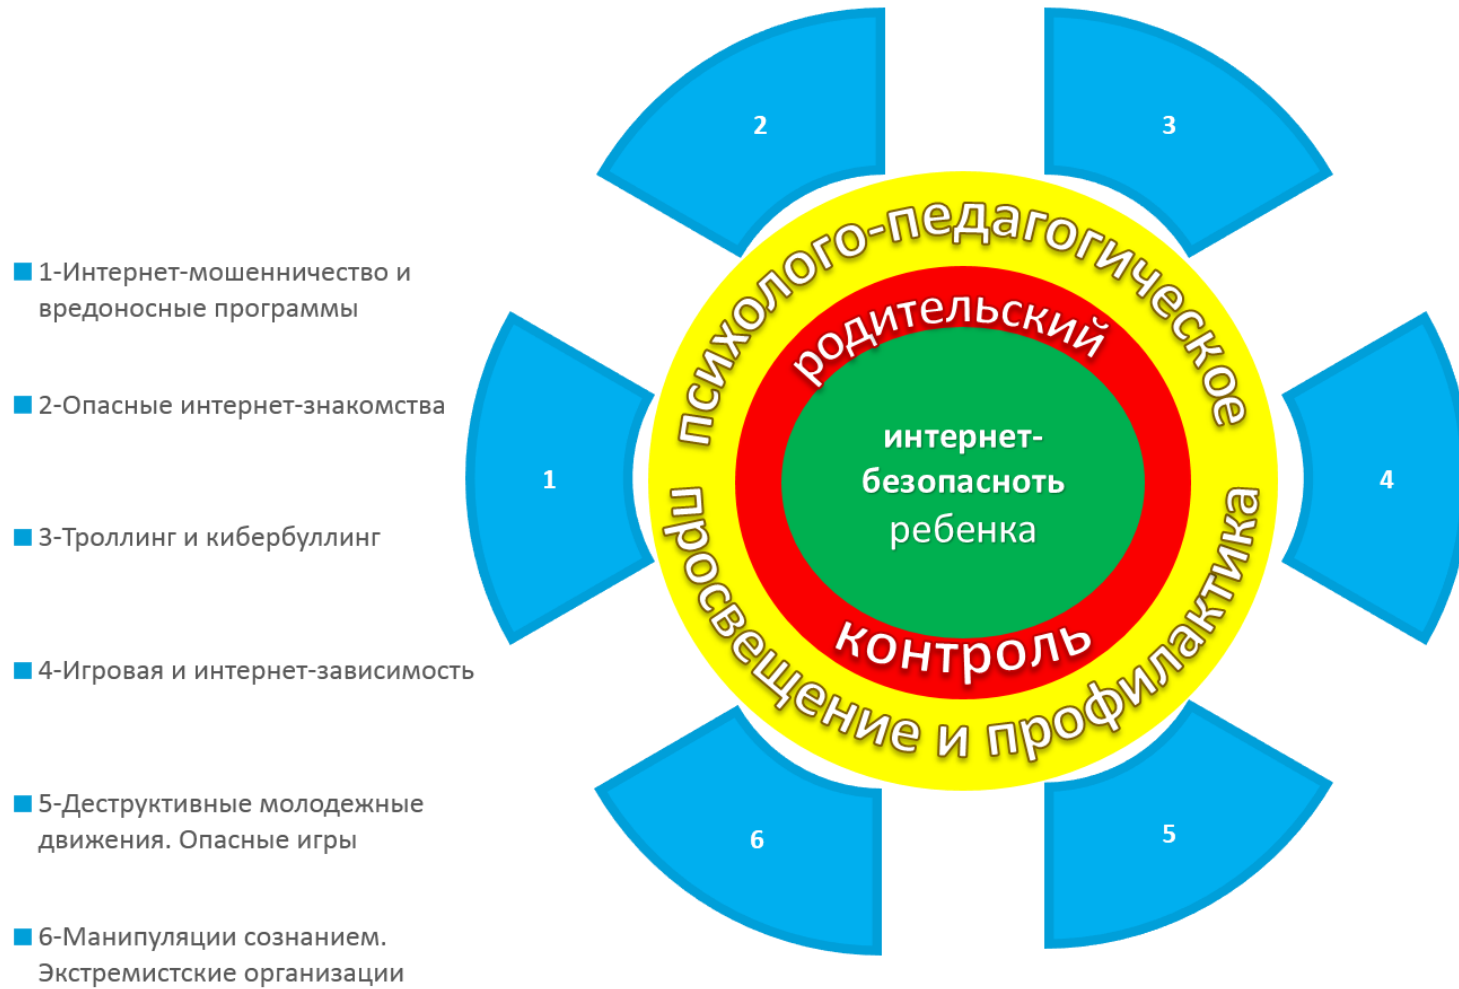 1-Интернет-мошенничество и
вредоносные программы
2-Опасные интернет-знакомства
3-Троллинг и кибербуллинг
4-Игровая и интернет-зависимость
5-Деструктивные молодежные
движения. Опасные игры
6-Манипуляции сознанием.
Экстремистские организации
1
2
3
4
5
6
психолого-педагогическое
просвещение и профилактика
родительский
контроль
интернет-
безопасноть
ребенка